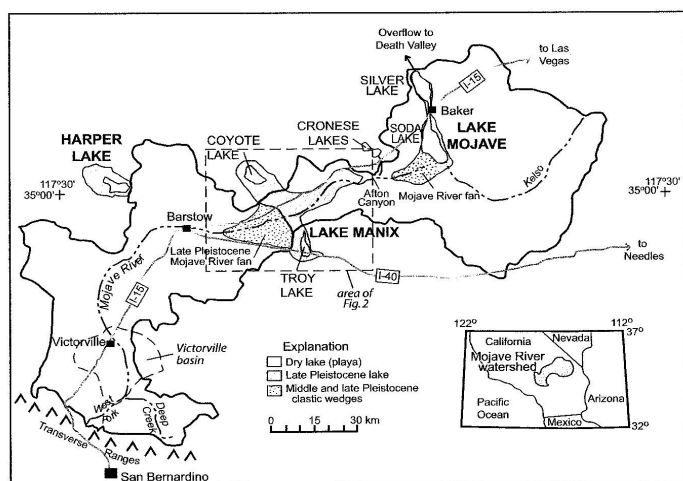 Overflow to
Death Valley
to Las
Vegas
I-15
SILVER
LAKE
Baker
CRONESE
LAKES
SODA
LAKE
LAKE
MOJAVE
COYOTE
LAKE
HARPER
LAKE
117°30'
35°00'
117°30'
35°00'
Kelso
Afton
Canyon
Mojave River fan
Barstow
LAKE MANIX
Late Pleistocene
Mojave River fan
to
Needles
TROY
LAKE
I-40
area of
Fig. 2
Mojave River
I-15
Victorville
Victorville
basin
West
Fork
Deep
Creek
Transverse
Ranges
San Bernardino
Explanation
Dry lake (playa)
Late Pleistocene lake
Middle and late Pleistocene
clastic wedges
0 15 30 km
122°
112°
37°
California
Nevada
Mojave River
watershed
Arizona
Pacific
Ocean
Mexico
32°